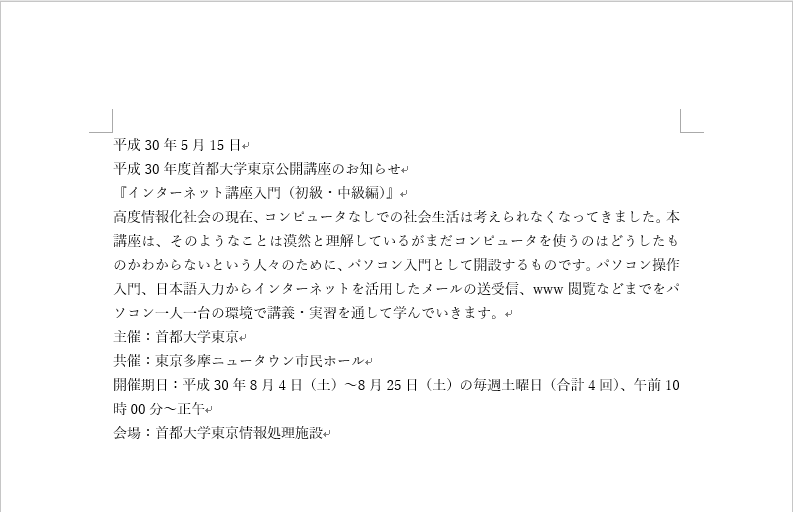 平成 30 年 5 月 15 日↵
平成 30 年度首都大学東京公開講座のお知らせ↵
『インターネット講座入門（初級・中級編）』↵
高度情報化社会の現在、コンピュータなしでの社会生活は考えられなくなってきました。本
講座は、そのようなことは漠然と理解しているがまだコンピュータを使うのはどうしたも
のかわからないという人々のために、パソコン入門として開設するものです。パソコン操作
入門、日本語入力からインターネットを活用したメールの送受信、www 閲覧などまでをパ
ソコン一人一台の環境で講義・実習を通して学んでいきます。↵
主催：首都大学東京↵
共催：東京多摩ニュータウン市民ホール↵
開催期日：平成 30 年 8 月 4 日（土）～8 月 25 日（土）の毎週土曜日（合計 4 回）、午前 10
時 00 分～正午↵
会場：首都大学東京情報処理施設↵